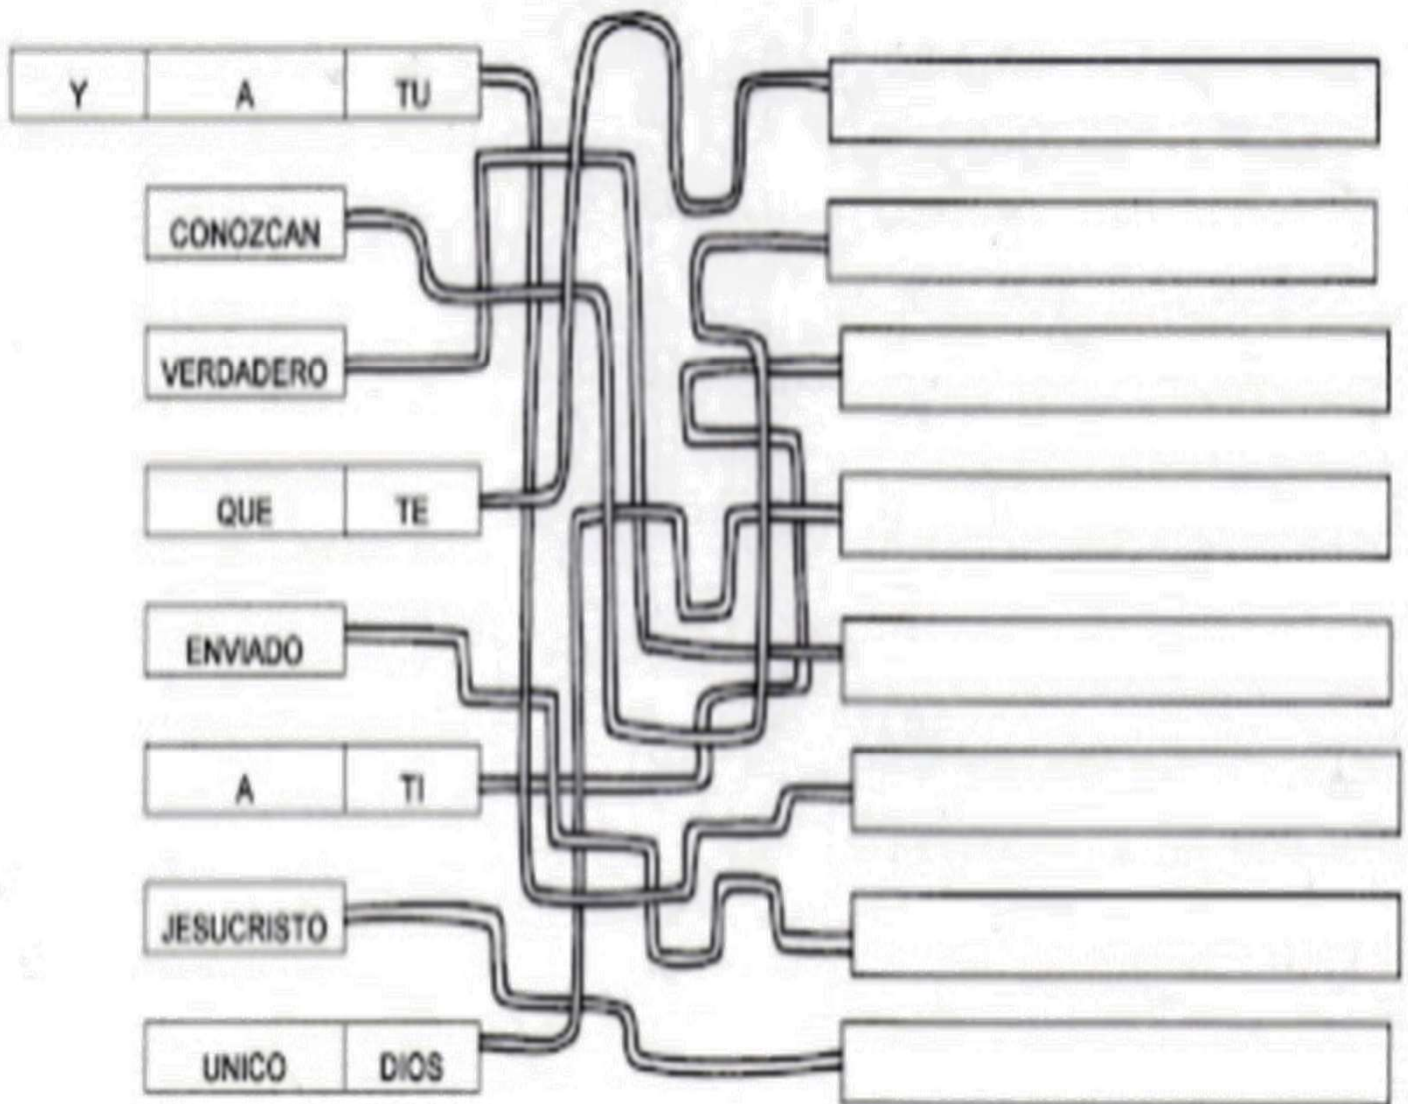 Y A TU
CONOZCAN
VERDADERO
QUE TE
ENVIADO
A TI
JESUCRISTO
UNICO DIOS